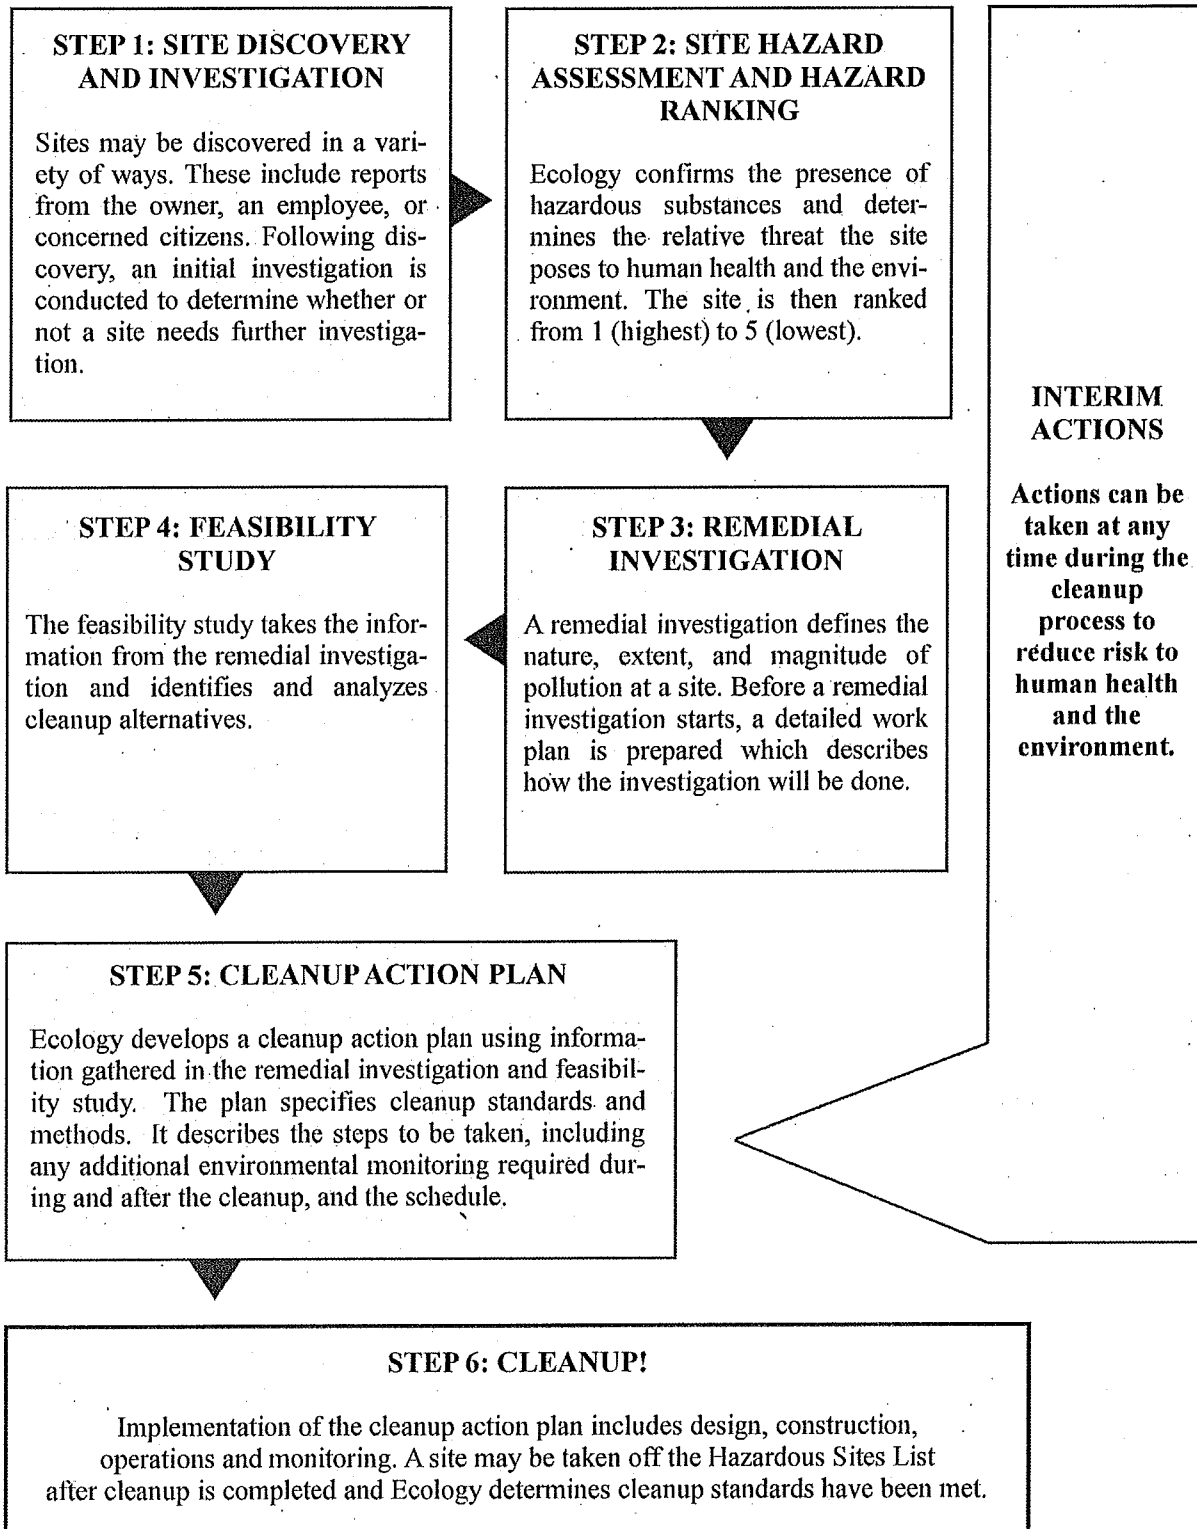 STEP 1: SITE DISCOVERY
AND INVESTIGATION
Sites may be discovered in a vari-
ety of ways. These include reports
from the owner, an employee, or
concerned citizens. Following dis-
covery, an initial investigation is
conducted to determine whether or
not a site needs further investiga-
tion.
STEP 2: SITE HAZARD
ASSESSMENT AND HAZARD
RANKING
Ecology confirms the presence of
hazardous substances and deter-
mines the relative threat the site
poses to human health and the envi-
ronment. The site is then ranked
from 1 (highest) to 5 (lowest).
STEP 3: REMEDIAL
INVESTIGATION
A remedial investigation defines the
nature, extent, and magnitude of
pollution at a site. Before a remedial
investigation starts, a detailed work
plan is prepared which describes
how the investigation will be done.
STEP 4: FEASIBILITY
STUDY
The feasibility study takes the infor-
mation from the remedial investiga-
tion and identifies and analyzes
cleanup alternatives.
STEP 5: CLEANUP ACTION PLAN
Ecology develops a cleanup action plan using informa-
tion gathered in the remedial investigation and feasibil-
ity study. The plan specifies cleanup standards and
methods. It describes the steps to be taken, including
any additional environmental monitoring required dur-
ing and after the cleanup, and the schedule.
STEP 6: CLEANUP!
Implementation of the cleanup action plan includes design, construction,
operations and monitoring. A site may be taken off the Hazardous Sites List
after cleanup is completed and Ecology determines cleanup standards have been met.
INTERIM
ACTIONS
Actions can be
taken at any
time during the
cleanup
process to
reduce risk to
human health
and the
environment.